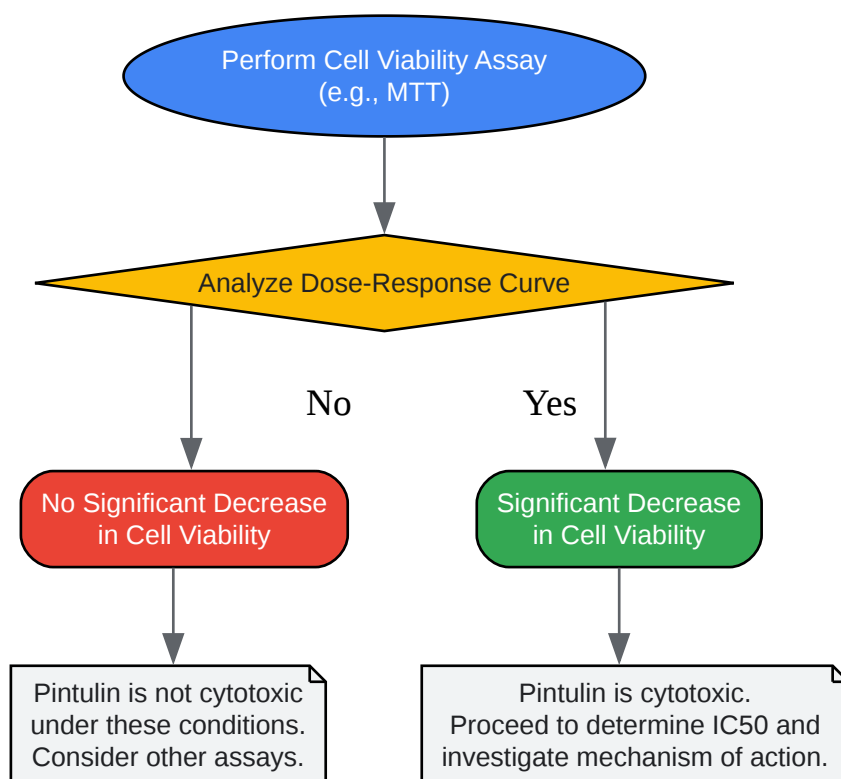 Perform Cell Viability Assay
(e.g., MTT)
Analyze Dose-Response Curve
No
Yes
No Significant Decrease
in Cell Viability
Significant Decrease
in Cell Viability
Pintulin is not cytotoxic
under these conditions.
Consider other assays.
Pintulin is cytotoxic.
Proceed to determine IC50 and
investigate mechanism of action.